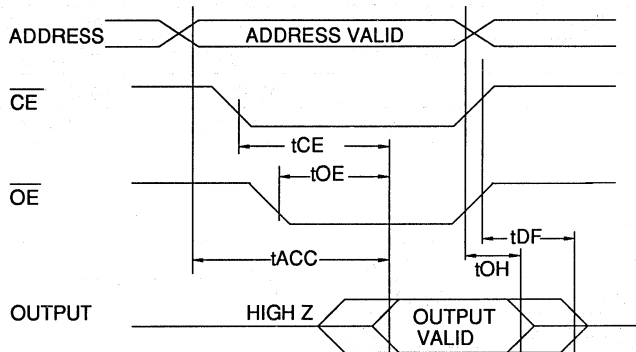 ADDRESS
ADDRESS VALID
CE
tCE
tOE
OE
tDF
tACC
tOH
OUTPUT
HIGH Z
OUTPUT
VALID